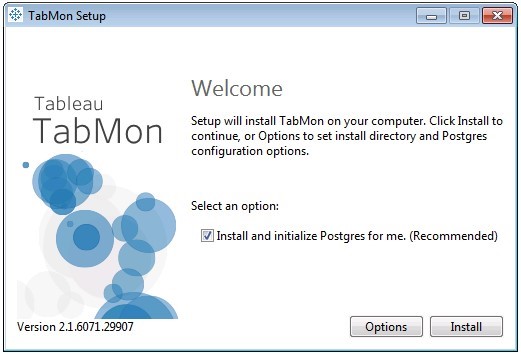 TabMon Setup
Tableau
TabMon
Welcome
Setup will install TabMon on your computer. Click Install to
continue, or Options to set install directory and Postgres
configuration options.
Select an option:
Install and initialize Postgres for me. (Recommended)
Version 2.1.6071.29907
Options
Install